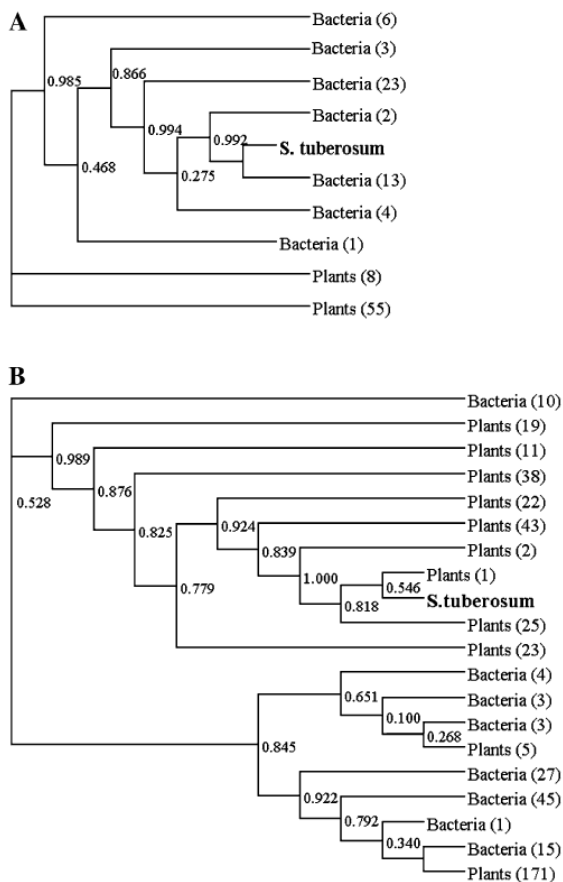 A
Bacteria (6)
Bacteria (3)
0.985
0.866
Bacteria (23)
Bacteria (2)
0.994
0.992
S. tuberosum
0.468
0.275
Bacteria (13)
Bacteria (4)
Bacteria (1)
Plants (8)
Plants (55)
B
Bacteria (10)
Plants (19)
0.989
Plants (11)
0.876
Plants (38)
0.528
Plants (22)
0.825
0.924
Plants (43)
0.839
Plants (2)
1.000
Plants (1)
0.779
0.546
0.818
S.tuberosum
Plants (25)
Plants (23)
Bacteria (4)
0.651
Bacteria (3)
0.100
Bacteria (3)
0.268
0.845
Plants (5)
Bacteria (27)
0.922
Bacteria (45)
0.792
Bacteria (1)
0.340
Bacteria (15)
Plants (171)